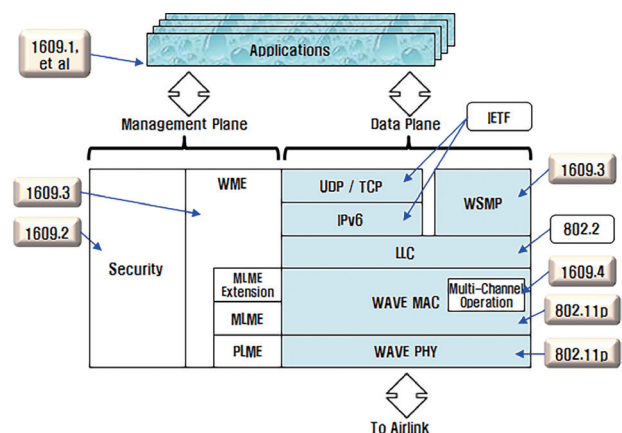 1609.1,
et al
Applications
Management Plane
Data Plane
IETF
WME
UDP / TCP
WSMP
1609.3
1609.3
IPv6
1609.2
802.2
LLC
Security
1609.4
MLME
Extension
Multi-Channel
Operation
WAVE MAC
802.11p
MLME
PLME
WAVE PHY
802.11p
To Airlink